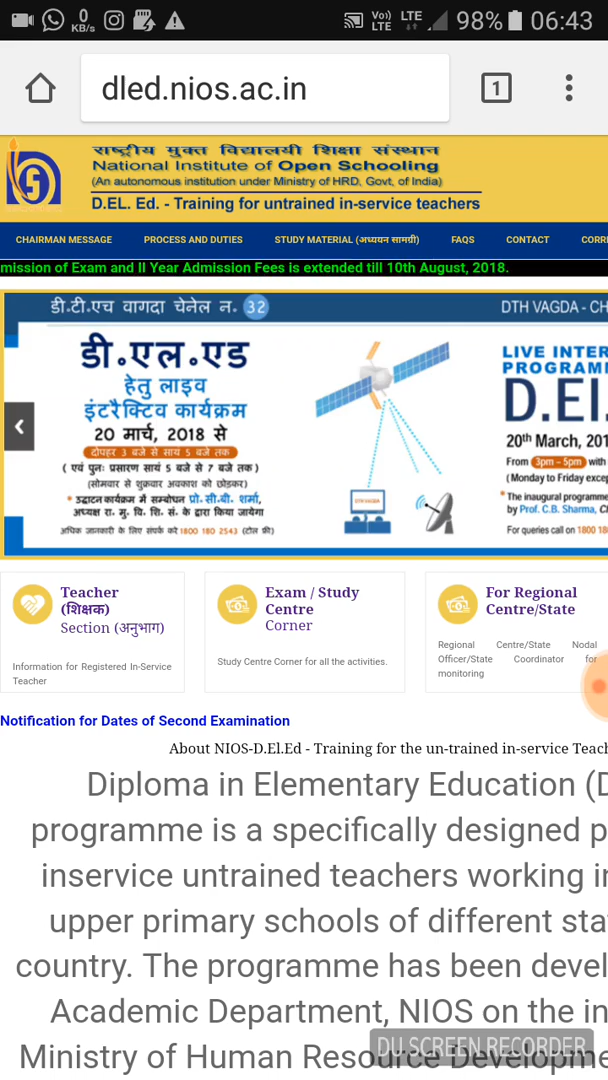 0
KB/s
Vo))
LTE
LTE
98%
06:43
dled.nios.ac.in
1
राष्ट्रीय मुक्त विद्यालयी शिक्षा संस्थान
National Institute of Open Schooling
(An autonomous institution under Ministry of HRD, Govt. of India)
D.EL. Ed. - Training for untrained in-service teachers
CHAIRMAN MESSAGE PROCESS AND DUTIES STUDY MATERIAL (अध्ययन सामग्री) FAQS CONTACT CORRE
mission of Exam and II Year Admission Fees is extended till 10th August, 2018.
डी.टी.एच वागदा चेनेल न. 32
डी.एल.एड
हेतु लाइव
इंटरैक्टिव कार्यक्रम
20 मार्च, 2018 से
दोपहर 3 बजे से सायं 5 बजे तक
( एवं पुनः प्रसारण सायं 5 बजे से 7 बजे तक )
(सोमवार से शुक्रवार अवकाश को छोड़कर)
* उद्घाटन कार्यक्रम में सम्बोधन प्रो.सी.बी. शर्मा,
अध्यक्ष रा. मु. वि. शि. सं. के द्वारा किया जायेगा
अधिक जानकारी के लिए संपर्क करे 1800 180 2543 (टोल फ्री)
DTH VAGDA
DTH VAGDA - CH
LIVE INTER
PROGRAM
D.El.
20th March, 201
From 3pm – 5pm with
(Monday to Friday excep
* The inaugural programme
by Prof. C.B. Sharma, C
For queries call on 1800 18
Teacher
(शिक्षक)
Section (अनुभाग)
Information for Registered In-Service
Teacher
Exam / Study
Centre
Corner
Study Centre Corner for all the activities.
For Regional
Centre/State
Regional Centre/State Nodal
Officer/State Coordinator for
monitoring
Notification for Dates of Second Examination
About NIOS-D.El.Ed - Training for the un-trained in-service Teach
Diploma in Elementary Education (D
programme is a specifically designed p
inservice untrained teachers working in
upper primary schools of different sta
country. The programme has been devel
Academic Department, NIOS on the in
Ministry of Human Resource Developme
DU SCREEN RECORDER